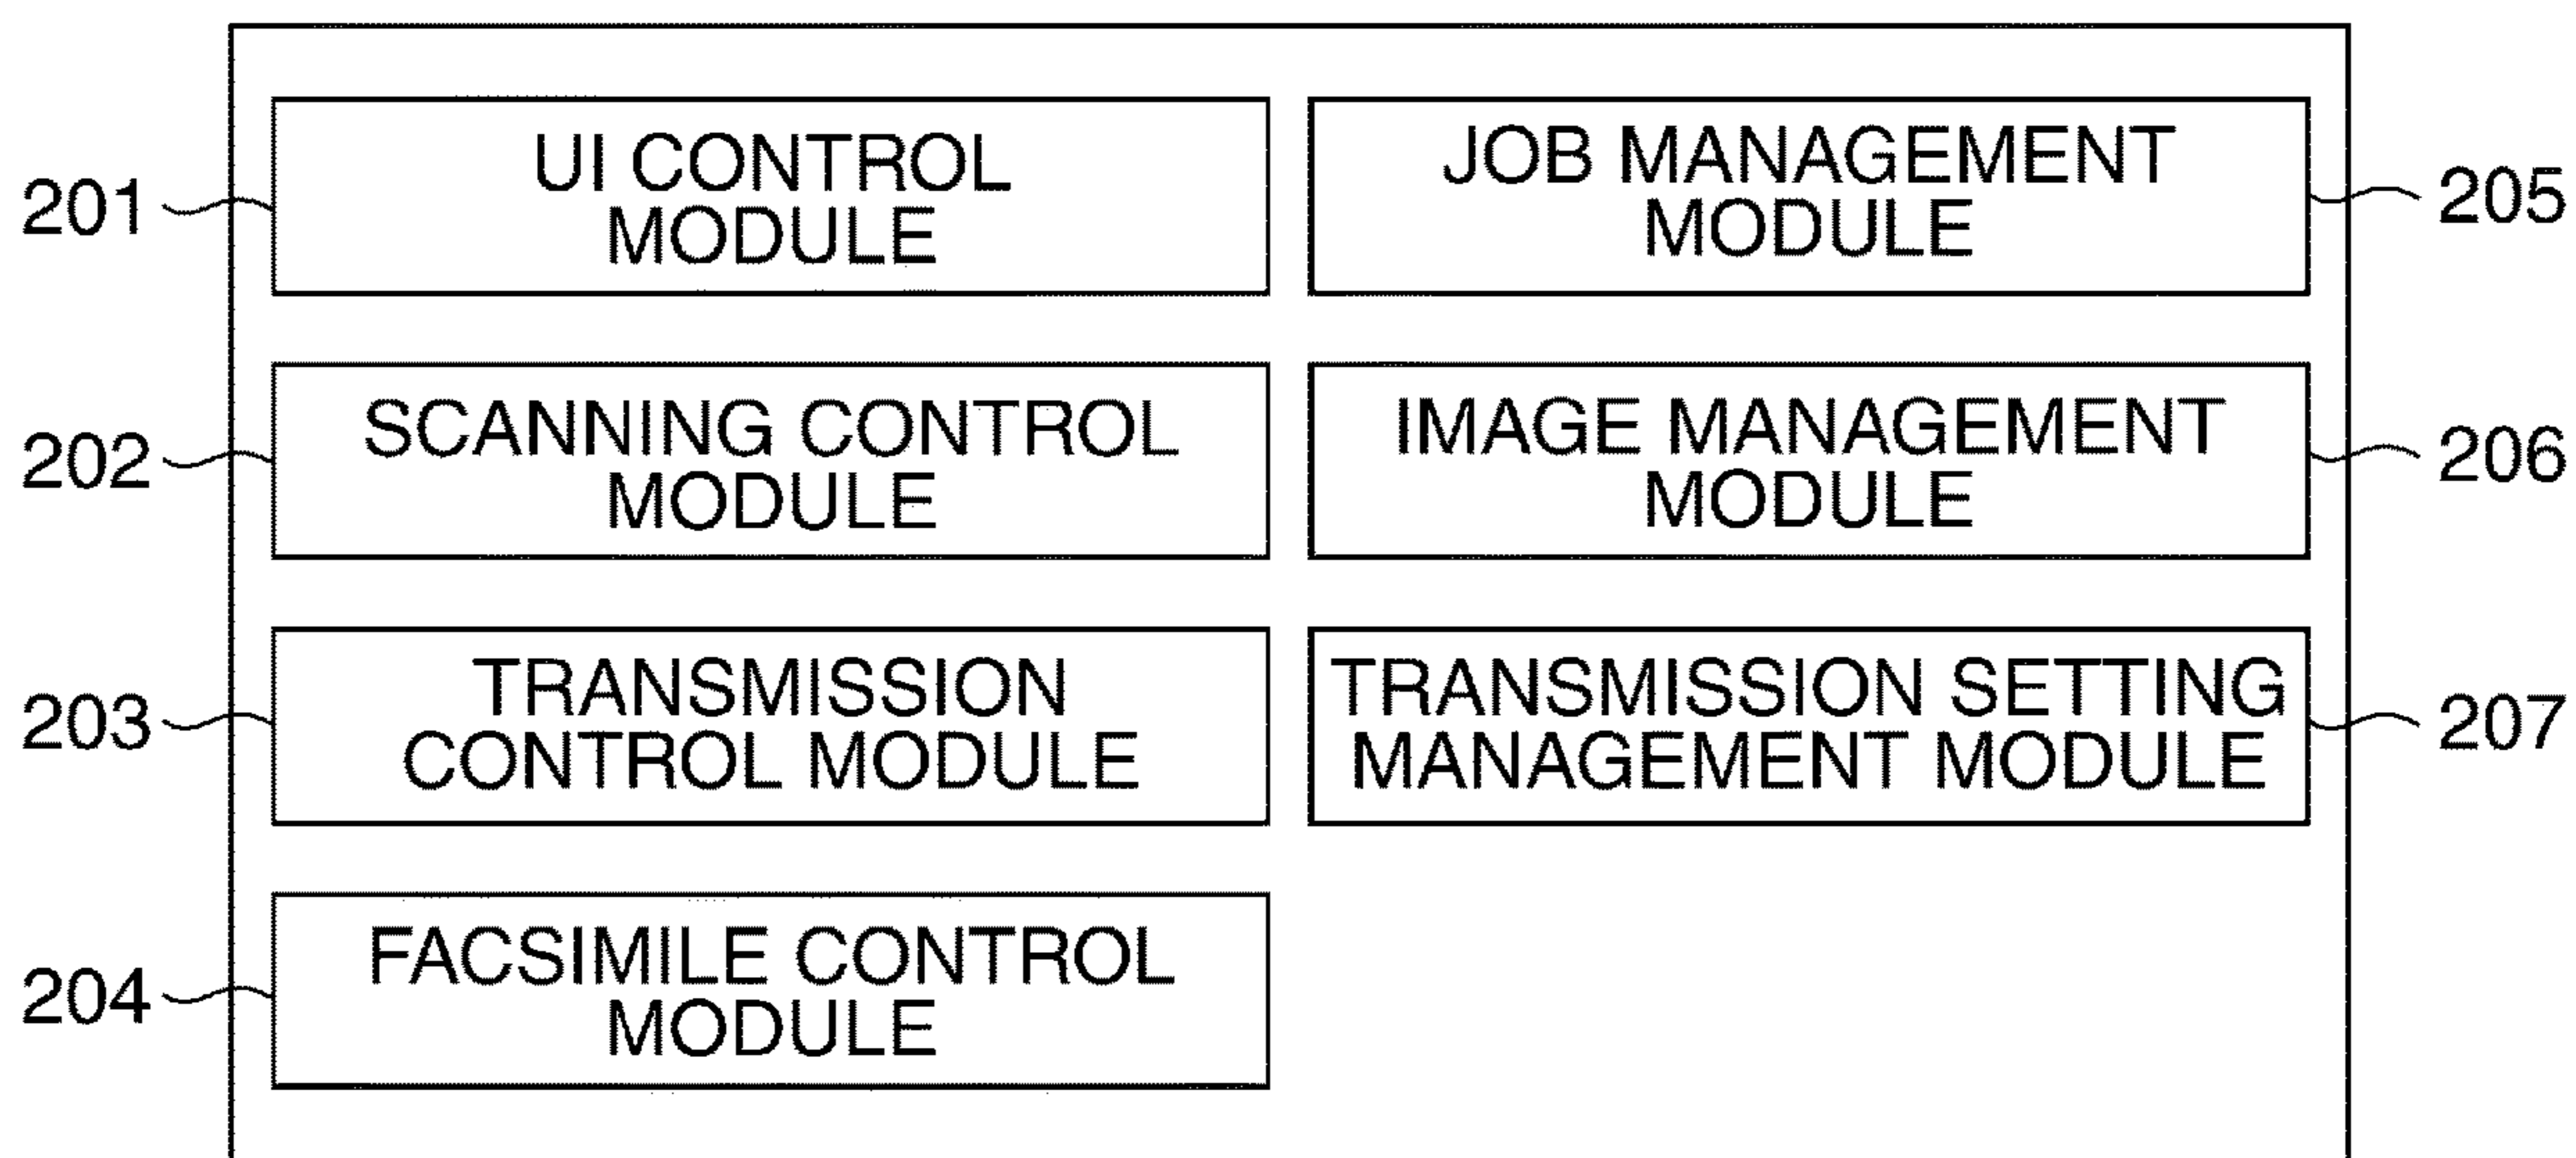 201
UI CONTROL
MODULE
JOB MANAGEMENT
MODULE
205
202
SCANNING CONTROL
MODULE
IMAGE MANAGEMENT
MODULE
206
203
TRANSMISSION
CONTROL MODULE
TRANSMISSION SETTING
MANAGEMENT MODULE
207
204
FACSIMILE CONTROL
MODULE